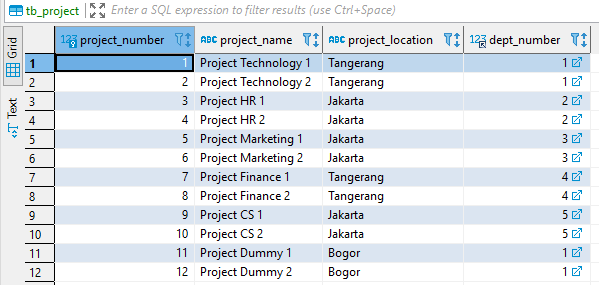 tb_project Enter a SQL expression to filter results (use Ctrl+Space)
Grid
Text
123 project_number ABC project_name ABC project_location 123 dept_number
1 1 Project Technology 1 Tangerang 1
2 2 Project Technology 2 Tangerang 1
3 3 Project HR 1 Jakarta 2
4 4 Project HR 2 Jakarta 2
5 5 Project Marketing 1 Jakarta 3
6 6 Project Marketing 2 Jakarta 3
7 7 Project Finance 1 Tangerang 4
8 8 Project Finance 2 Tangerang 4
9 9 Project CS 1 Jakarta 5
10 10 Project CS 2 Jakarta 5
11 11 Project Dummy 1 Bogor 1
12 12 Project Dummy 2 Bogor 1